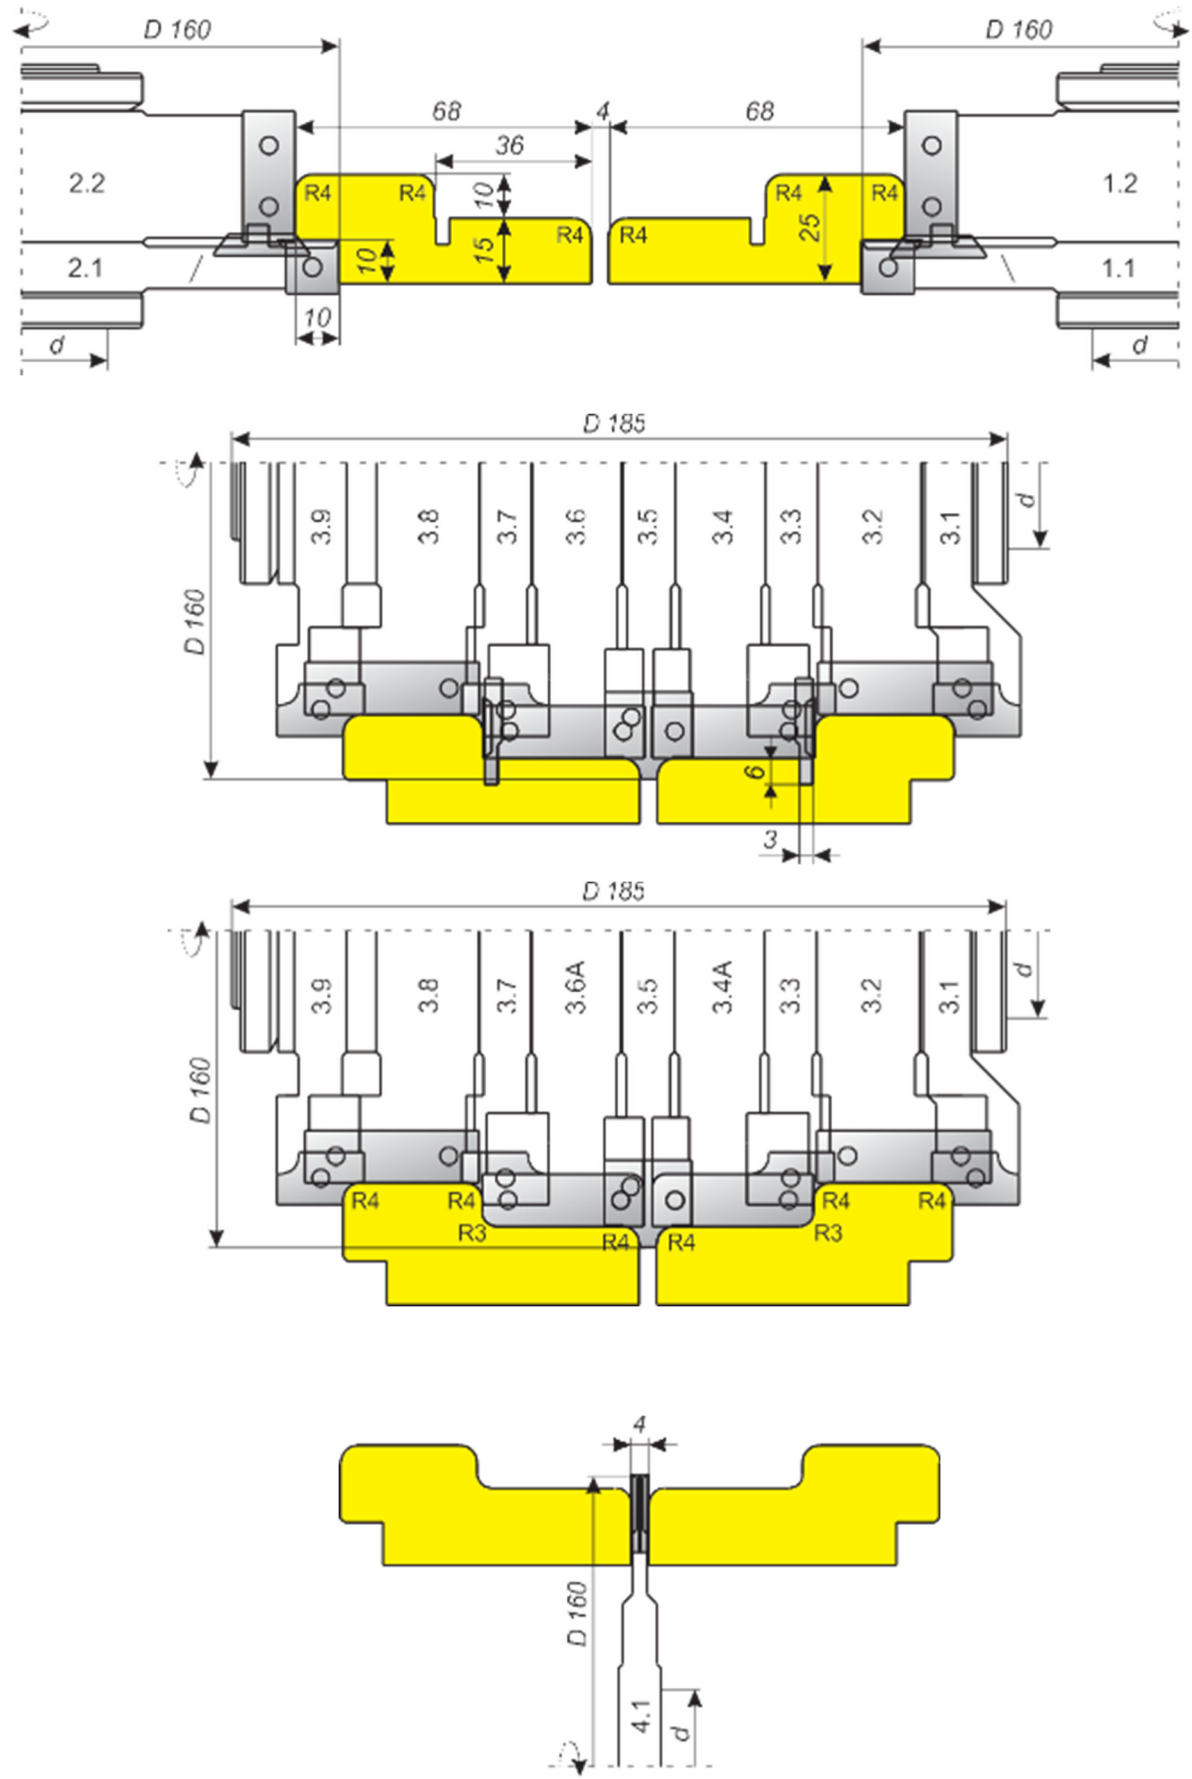 D 160 D 160
68 4 68
36
2.2 R4 R4 10 R4 R4 1.2
R4 R4 25
2.1 10 15 1.1
10
d d
D 185
3.9 3.8 3.7 3.6 3.5 3.4 3.3 3.2 3.1 d
D 160
6
3
D 185
3.9 3.8 3.7 3.6A 3.5 3.4A 3.3 3.2 3.1 d
D 160
R4 R4 R4 R4
R3 R4 R4 R3
4
D 160
4.1 d